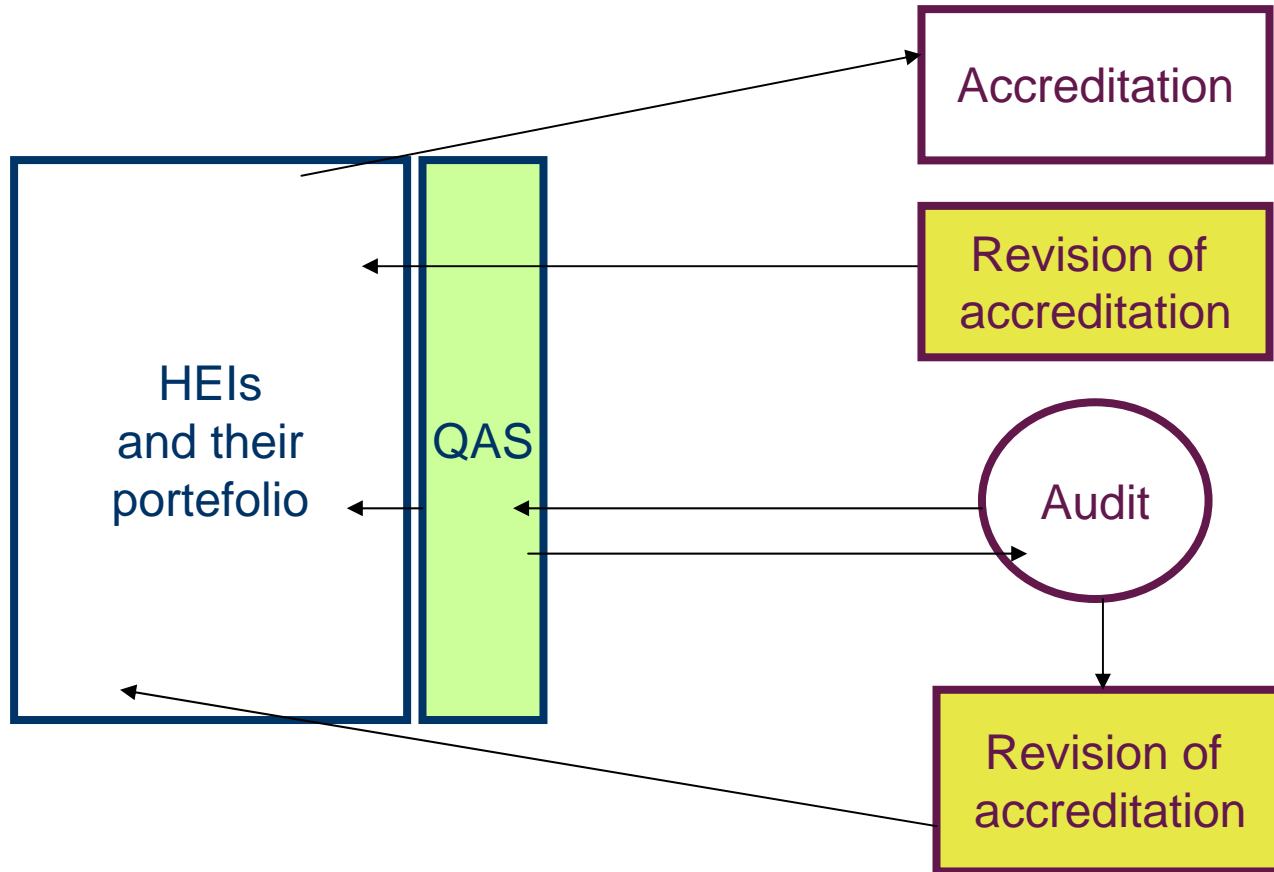 Accreditation
Revision of
accreditation
HEIs
and their
portefolio
QAS
Audit
Revision of
accreditation